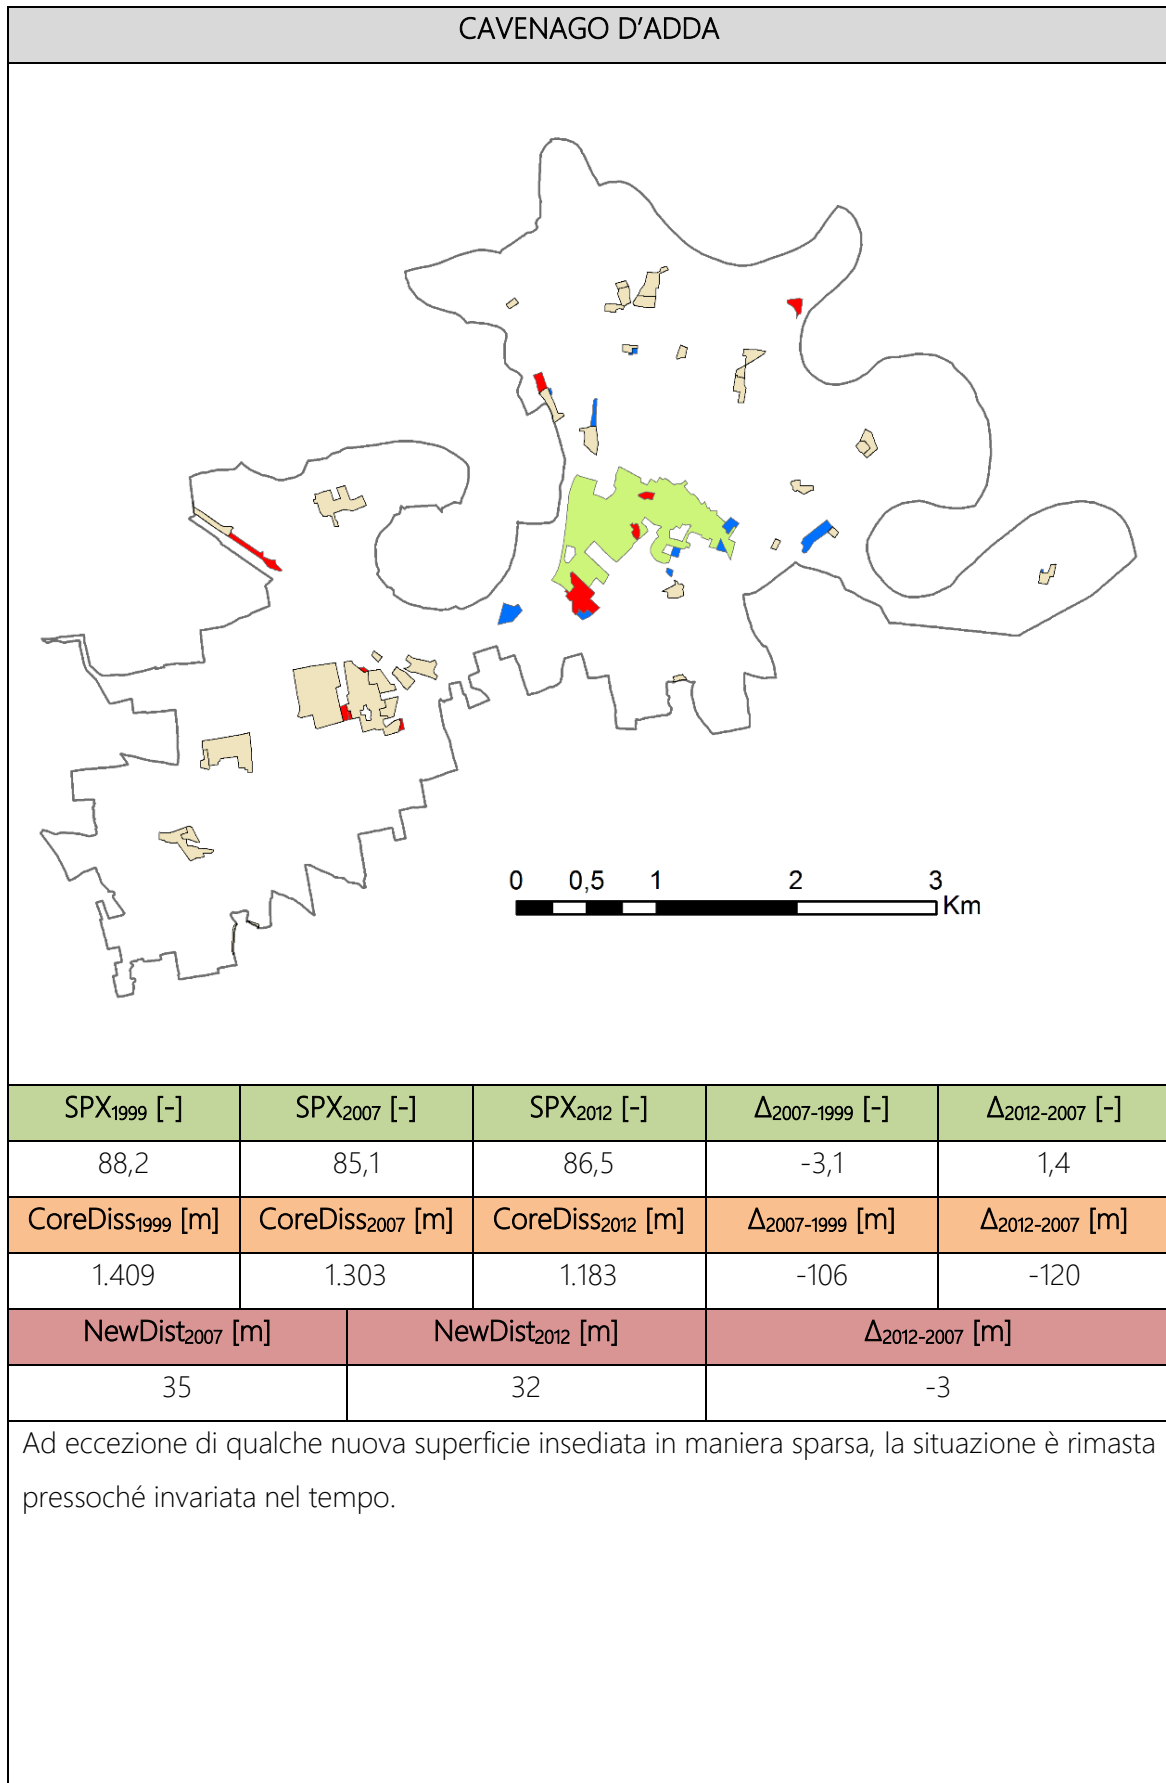 CAVENAGO D’ADDA
0 0,5 1 2 3
Km
SPX1999 [-] SPX2007 [-] SPX2012 [-] Δ2007-1999 [-] Δ2012-2007 [-]
88,2 85,1 86,5 -3,1 1,4
CoreDiss1999 [m] CoreDiss2007 [m] CoreDiss2012 [m] Δ2007-1999 [m] Δ2012-2007 [m]
1.409 1.303 1.183 -106 -120
NewDist2007 [m] NewDist2012 [m] Δ2012-2007 [m]
35 32 -3
Ad eccezione di qualche nuova superficie insediata in maniera sparsa, la situazione è rimasta
pressoché invariata nel tempo.